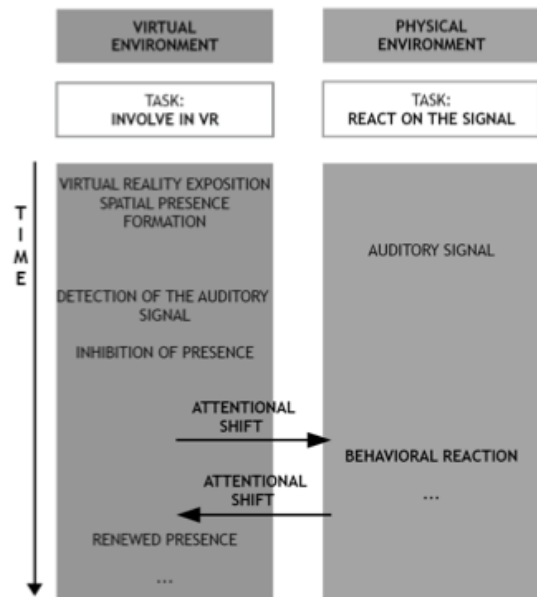 VIRTUAL
ENVIRONMENT
PHYSICAL
ENVIRONMENT
TASK:
INVOLVE IN VR
TASK:
REACT ON THE SIGNAL
TIME
VIRTUAL REALITY EXPOSITION
SPATIAL PRESENCE
FORMATION
AUDITORY SIGNAL
DETECTION OF THE AUDITORY
SIGNAL
INHIBITION OF PRESENCE
ATTENTIONAL
SHIFT
BEHAVIORAL REACTION
...
ATTENTIONAL
SHIFT
RENEWED PRESENCE
...